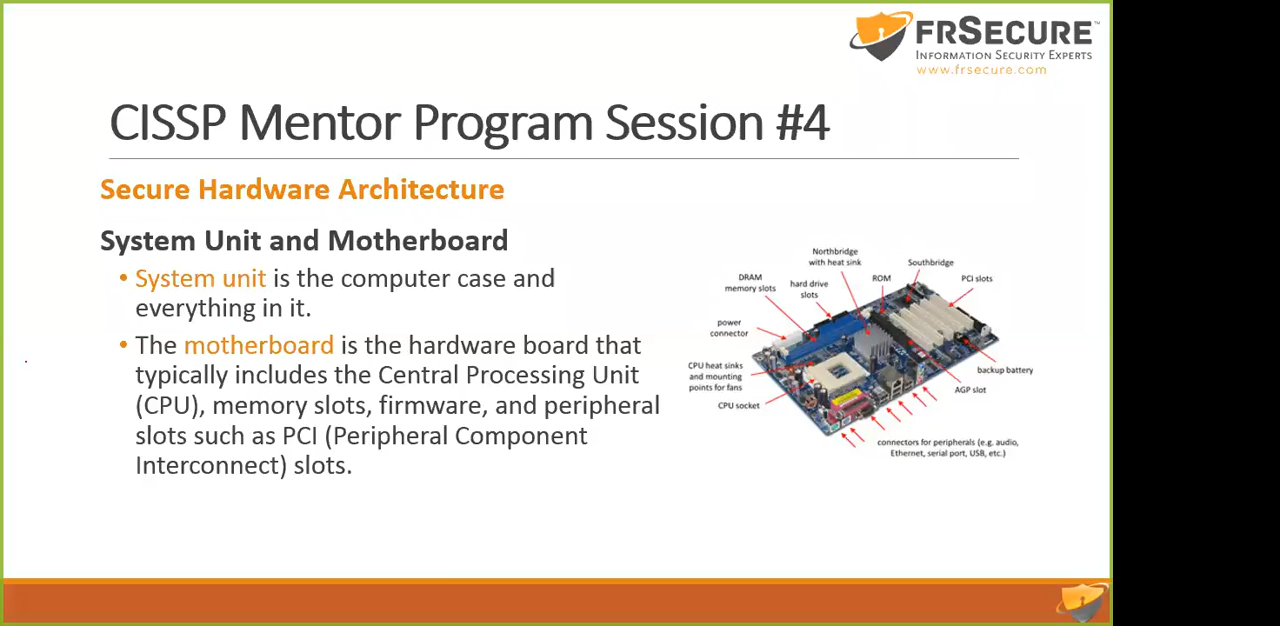 FRSECURE™
INFORMATION SECURITY EXPERTS
www.frsecure.com
CISSP Mentor Program Session #4
Secure Hardware Architecture
System Unit and Motherboard
• System unit is the computer case and
everything in it.
• The motherboard is the hardware board that
typically includes the Central Processing Unit
(CPU), memory slots, firmware, and peripheral
slots such as PCI (Peripheral Component
Interconnect) slots.
Northbridge
with heat sink
Southbridge
DRAM
memory slots
hard drive
slots
ROM
PCI slots
power
connector
CPU heat sinks
and mounting
points for fans
CPU socket
backup battery
AGP slot
connectors for peripherals (e.g. audio,
Ethernet, serial port, USB, etc.)